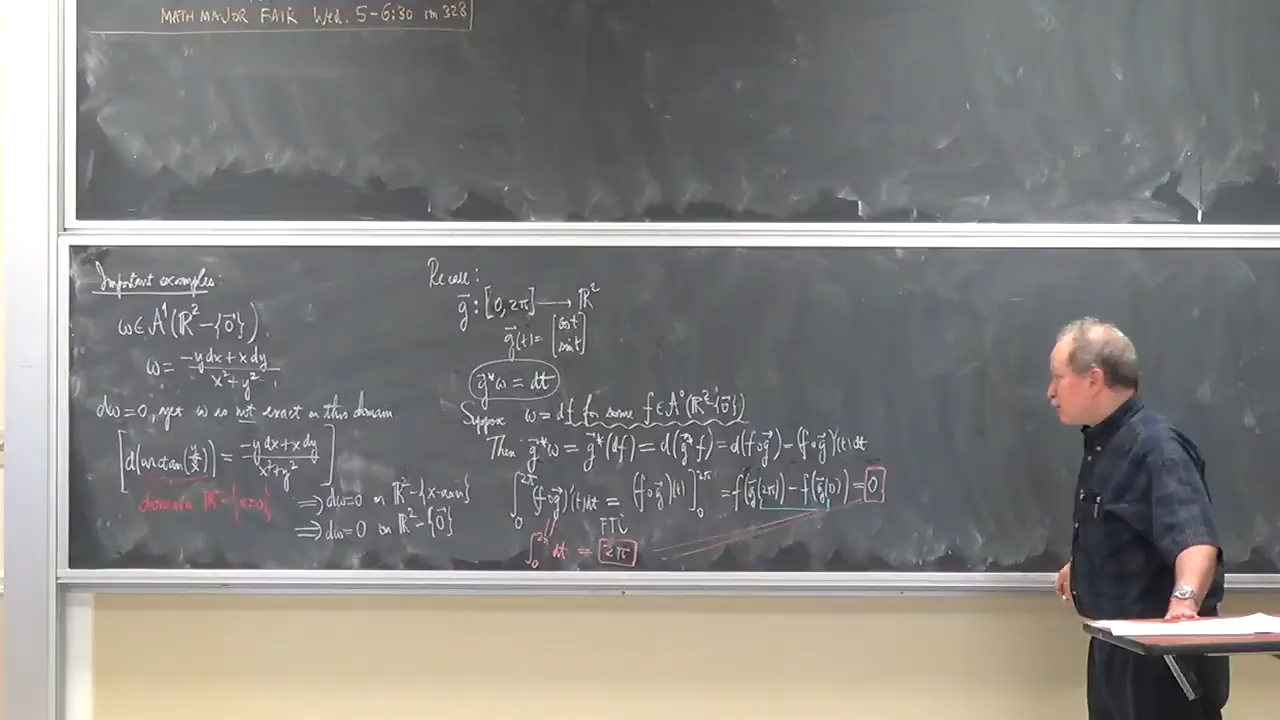 MATH MAJOR FAIR Wed. 5-6:30 rm 328
Important examples:
ω ∈ A¹(ℝ² - {0⃗})
ω = (-y dx + x dy)/(x² + y²)
dω = 0, yet ω is not exact on this domain
[d(arctan(y/x)) = (-y dx + x dy)/(x² + y²)]
domain ℝ² - {x=0}
⇒ dω = 0 on ℝ² - {x-axis}
⇒ dω = 0 on ℝ² - {0⃗}
Recall:
g⃗ : [0, 2π] → ℝ²
g⃗(t) = [cos t
sin t]
g⃗*ω = dt
Suppose ω = df for some f ∈ A⁰(ℝ² - {0⃗})
Then g⃗*ω = g⃗*(df) = d(g⃗*f) = d(f∘g⃗) = (f∘g⃗)'(t) dt
∫₀^{2π} (f∘g⃗)'(t) dt = (f∘g⃗)(t)]₀^{2π} = f(g⃗(2π)) - f(g⃗(0)) = 0
FTC
∫₀^{2π} dt = 2π